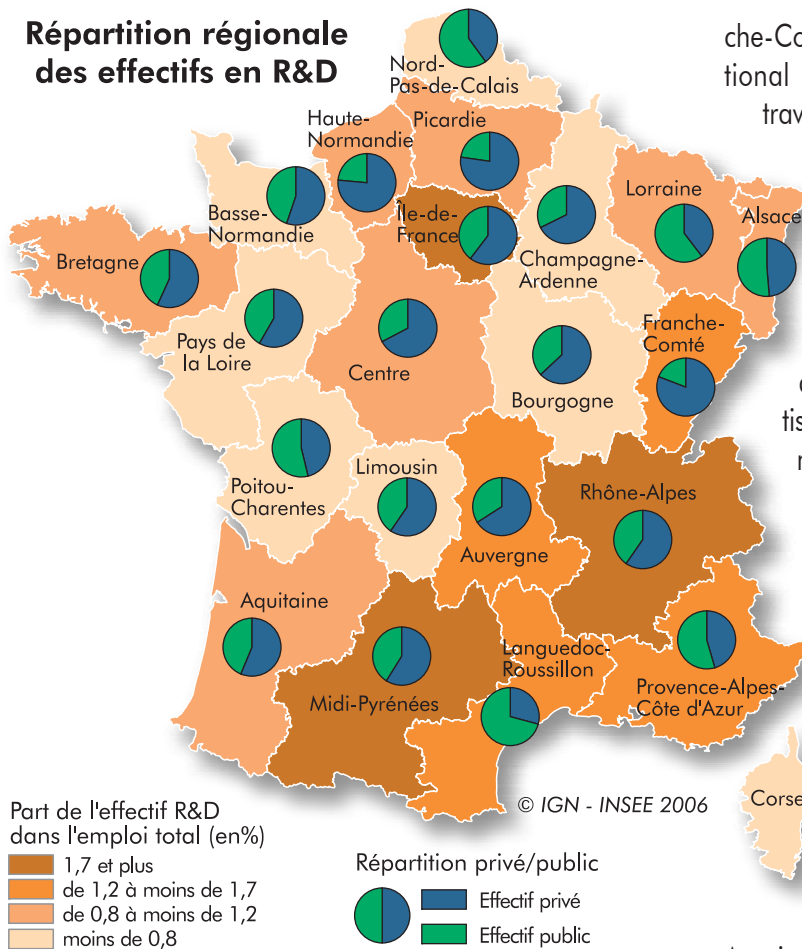 Répartition régionale
des effectifs en R&D
che-Co
tional
trav
Nord-
Pas-de-Calais
Haute-
Normandie
Picardie
Lorraine
Alsace
Basse-
Normandie
Île-de-
France
Champagne-
Ardenne
Bretagne
Pays de
la Loire
Centre
Bourgogne
Franche-
Comté
tis
Poitou-
Charentes
Limousin
Auvergne
Rhône-Alpes
Aquitaine
Midi-Pyrénées
Languedoc-
Roussillon
Provence-Alpes-
Côte d'Azur
Corse
© IGN - INSEE 2006
Part de l'effectif R&D
dans l'emploi total (en%)
1,7 et plus
de 1,2 à moins de 1,7
de 0,8 à moins de 1,2
moins de 0,8
Répartition privé/public
Effectif privé
Effectif public